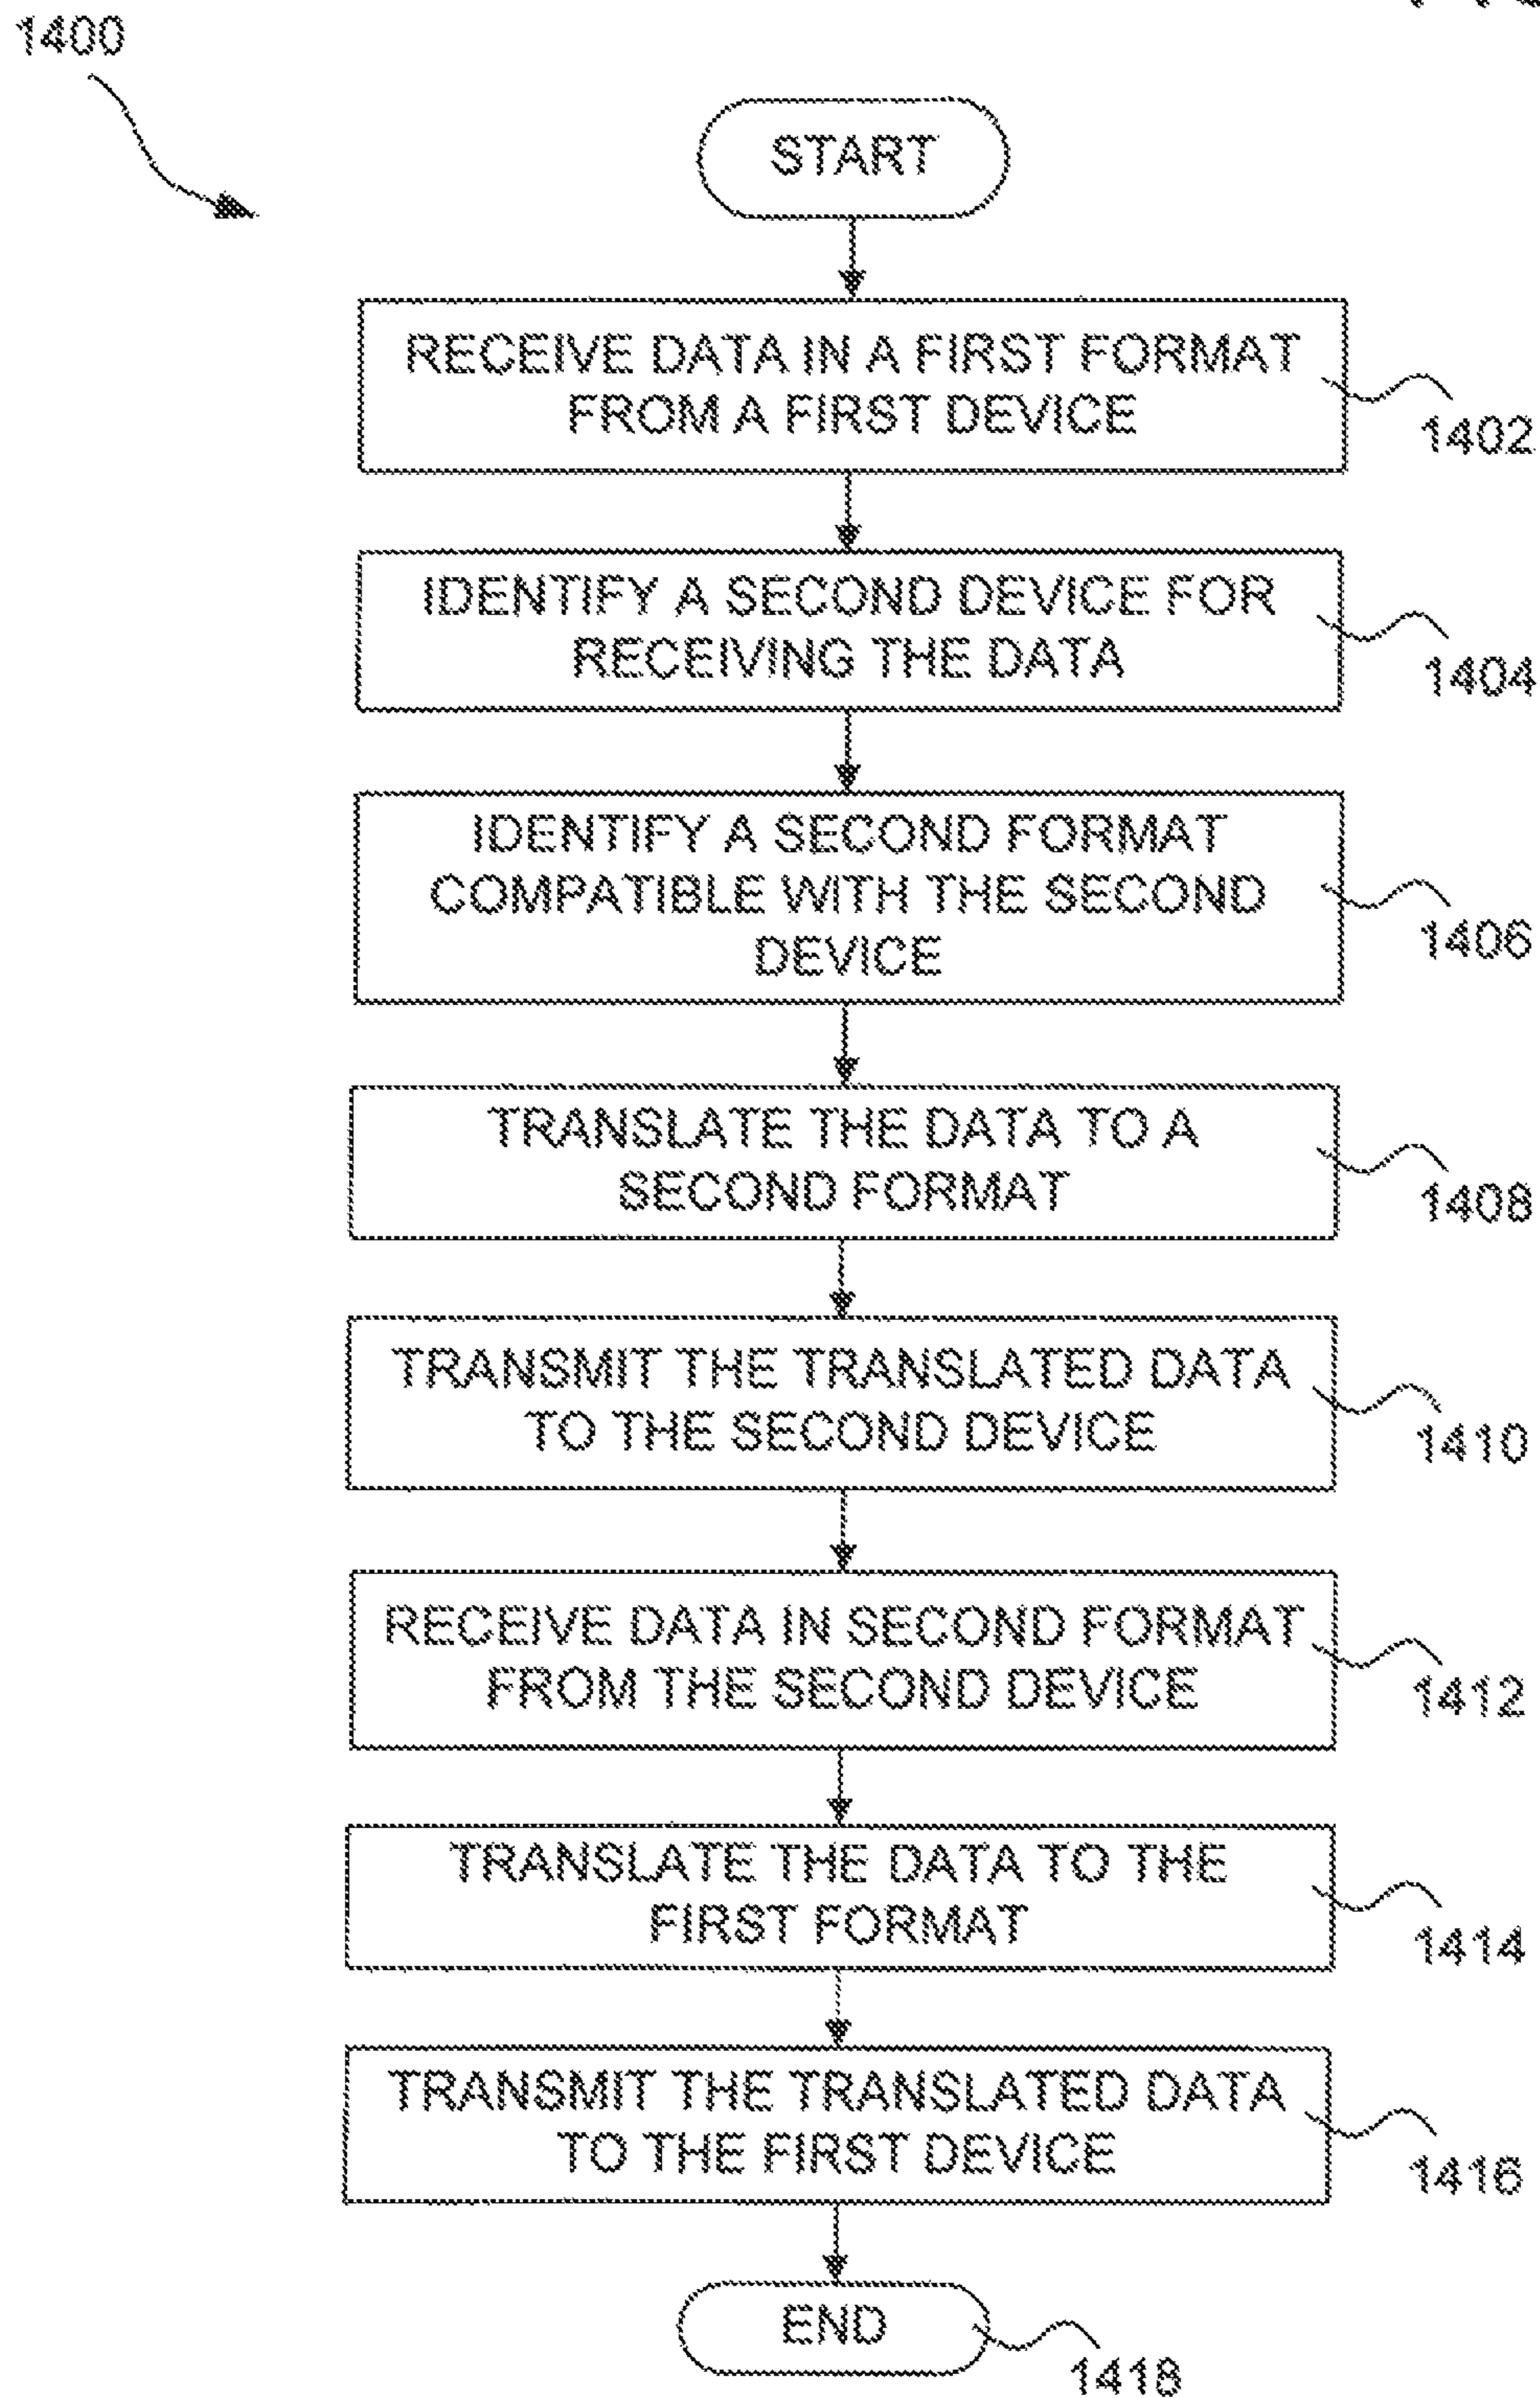 1400
START
RECEIVE DATA IN A FIRST FORMAT
FROM A FIRST DEVICE
1402
IDENTIFY A SECOND DEVICE FOR
RECEIVING THE DATA
1404
IDENTIFY A SECOND FORMAT
COMPATIBLE WITH THE SECOND
DEVICE
1406
TRANSLATE THE DATA TO A
SECOND FORMAT
1408
TRANSMIT THE TRANSLATED DATA
TO THE SECOND DEVICE
1410
RECEIVE DATA IN SECOND FORMAT
FROM THE SECOND DEVICE
1412
TRANSLATE THE DATA TO THE
FIRST FORMAT
1414
TRANSMIT THE TRANSLATED DATA
TO THE FIRST DEVICE
1416
END
1418